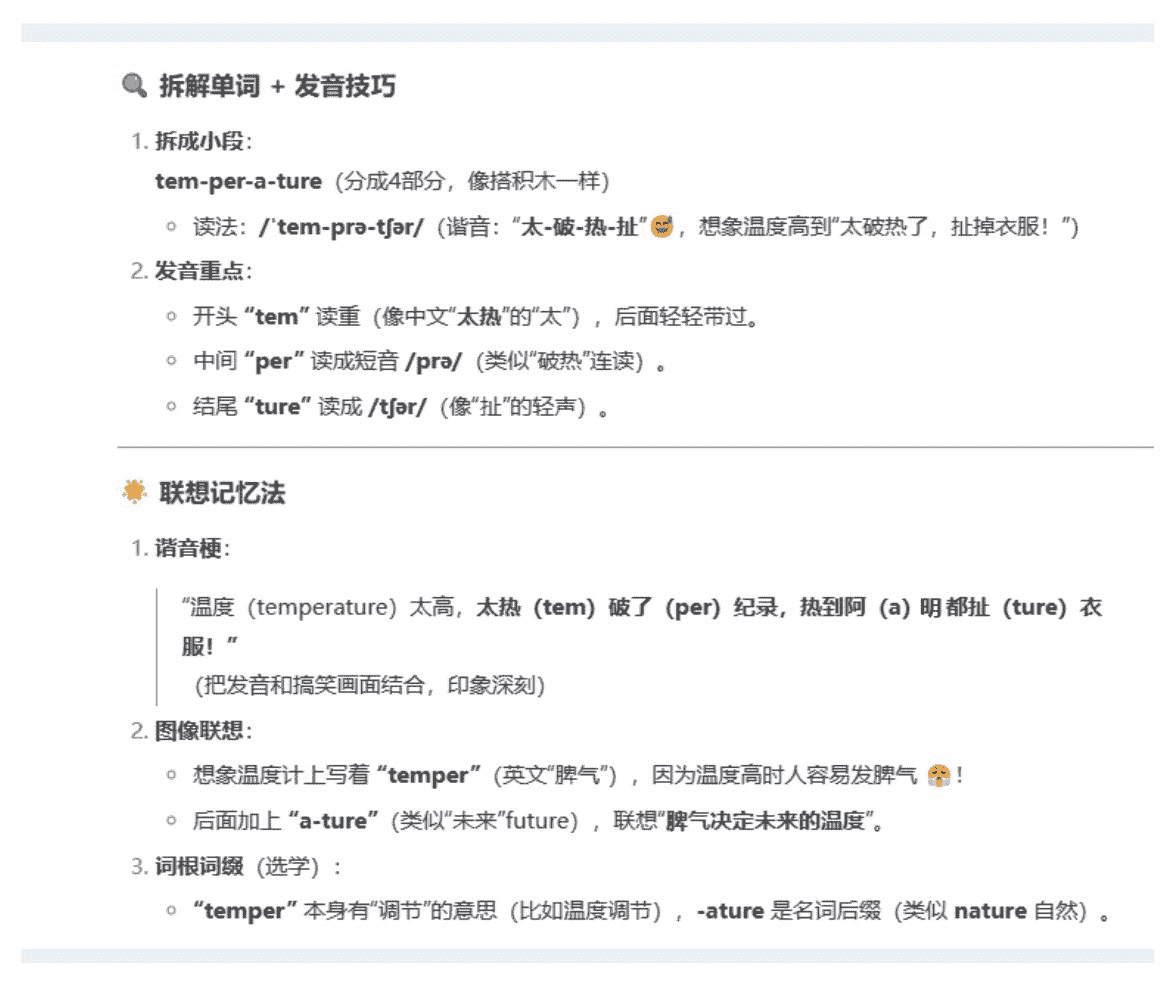 🔍 拆解单词 + 发音技巧
1. 拆成小段：
tem-per-a-ture（分成4部分，像搭积木一样）
○ 读法：/ˈtem-prə-tʃər/（谐音：“太-破-热-扯”😅，想象温度高到“太破热了，扯掉衣服！”）
2. 发音重点：
○ 开头 “tem” 读重（像中文“太热”的“太”），后面轻轻带过。
○ 中间 “per” 读成短音 /prə/（类似“破热”连读）。
○ 结尾 “ture” 读成 /tʃər/（像“扯”的轻声）。
🌟 联想记忆法
1. 谐音梗：
“温度（temperature）太高，太热（tem）破了（per）纪录，热到阿（a）明都扯（ture）衣
服！”
（把发音和搞笑画面结合，印象深刻）
2. 图像联想：
○ 想象温度计上写着 “temper”（英文“脾气”），因为温度高时人容易发脾气 😤！
○ 后面加上 “a-ture”（类似“未来”future），联想“脾气决定未来的温度”。
3. 词根词缀（选学）：
○ “temper” 本身有“调节”的意思（比如温度调节），-ature 是名词后缀（类似 nature 自然）。